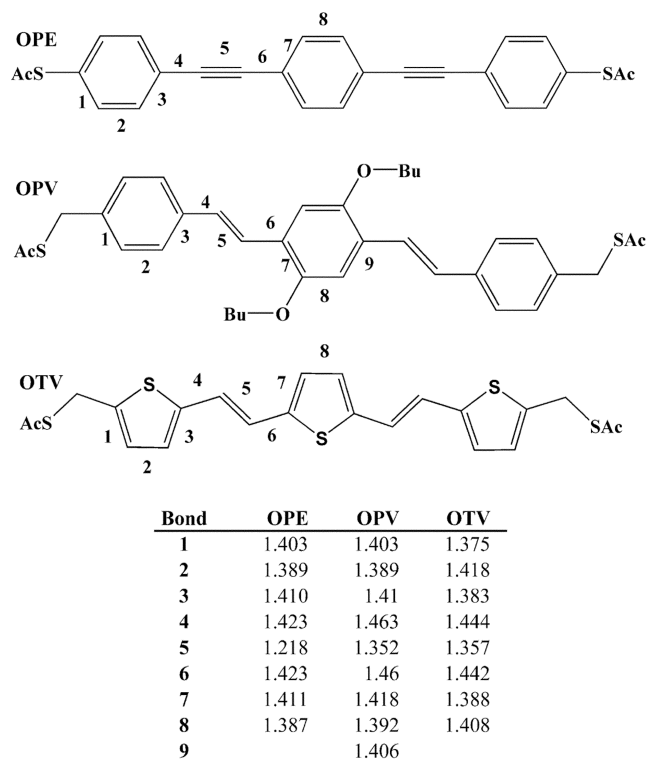 8
OPE
4 5 6 7
AcS SAc
1 3
2
O—Bu
OPV
4
6
SAc
AcS 1 3 5 9
2 7
8
Bu—O
8
OTV 7
S 4 5 S
AcS SAc
1 3 6 S
2
Bond OPE OPV OTV
1 1.403 1.403 1.375
2 1.389 1.389 1.418
3 1.410 1.41 1.383
4 1.423 1.463 1.444
5 1.218 1.352 1.357
6 1.423 1.46 1.442
7 1.411 1.418 1.388
8 1.387 1.392 1.408
9 1.406